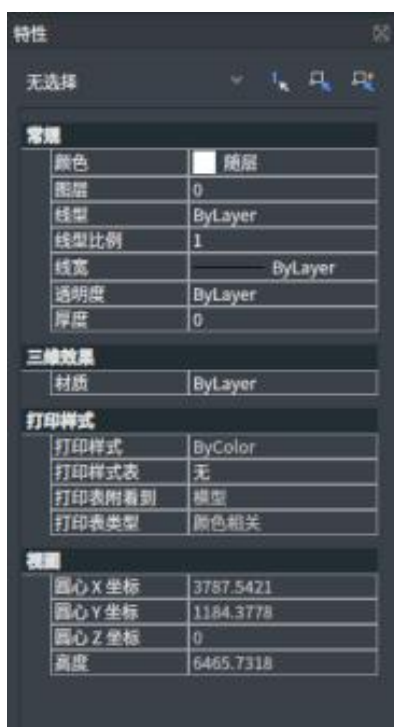 特性
无选择
常规
颜色 随层
图层 0
线型 ByLayer
线型比例 1
线宽 ByLayer
透明度 ByLayer
厚度 0
三维效果
材质 ByLayer
打印样式
打印样式 ByColor
打印样式表 无
打印表附着到 模型
打印表类型 颜色相关
视图
圆心 X 坐标 3787.5421
圆心 Y 坐标 1184.3778
圆心 Z 坐标 0
高度 6465.7318